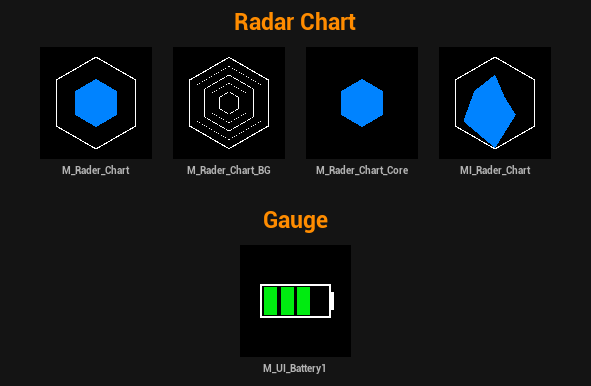 Radar Chart
M_Rader_Chart
M_Rader_Chart_BG
M_Rader_Chart_Core
MI_Rader_Chart
Gauge
M_UI_Battery1